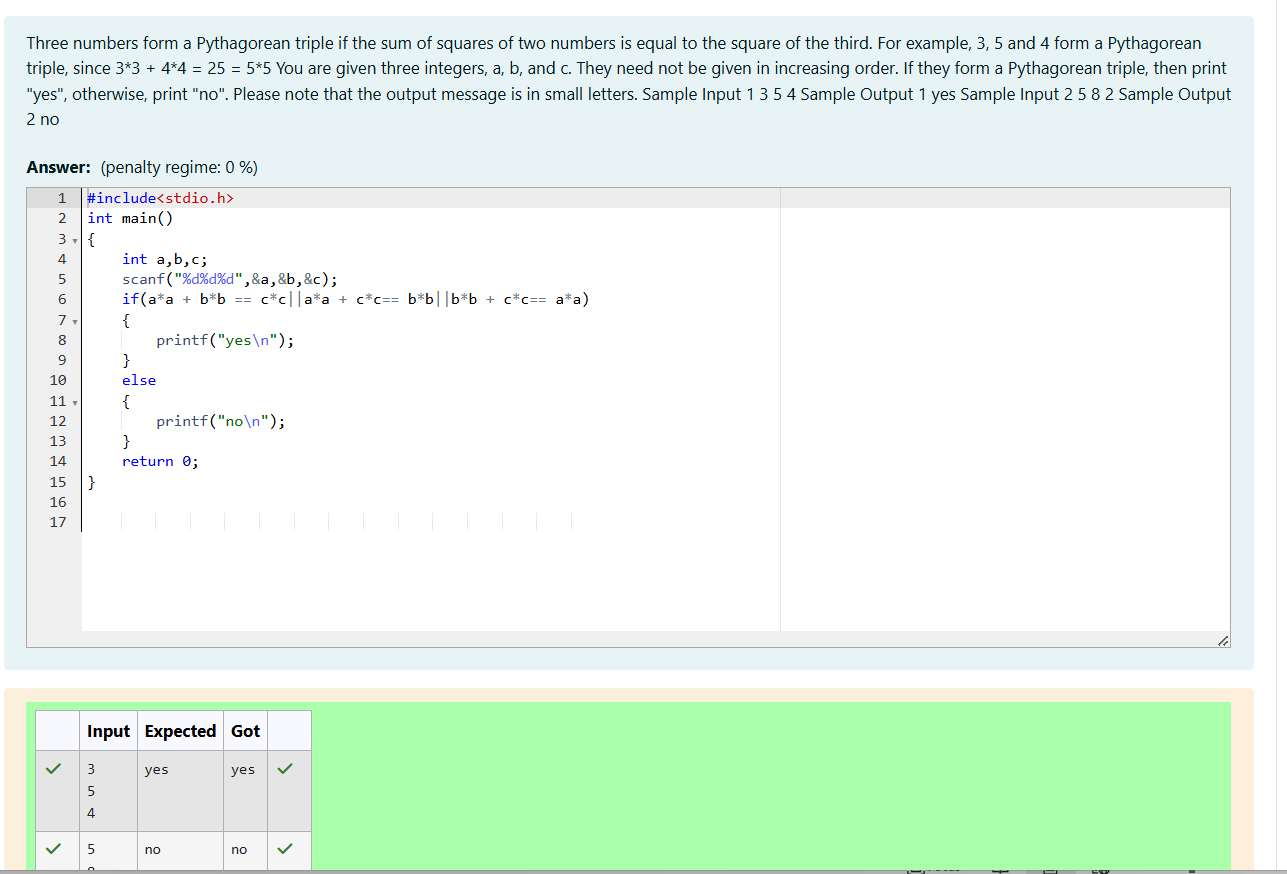 Three numbers form a Pythagorean triple if the sum of squares of two numbers is equal to the square of the third. For example, 3, 5 and 4 form a Pythagorean
triple, since 3*3 + 4*4 = 25 = 5*5 You are given three integers, a, b, and c. They need not be given in increasing order. If they form a Pythagorean triple, then print
"yes", otherwise, print "no". Please note that the output message is in small letters. Sample Input 1 3 5 4 Sample Output 1 yes Sample Input 2 5 8 2 Sample Output
2 no
Answer: (penalty regime: 0 %)
1 #include<stdio.h>
2 int main()
3 {
4     int a,b,c;
5     scanf("%d%d%d",&a,&b,&c);
6     if(a*a + b*b == c*c||a*a + c*c== b*b||b*b + c*c== a*a)
7     {
8         printf("yes\n");
9     }
10     else
11     {
12         printf("no\n");
13     }
14     return 0;
15 }
16
17
Input Expected Got
3 yes yes
5
4
5 no no